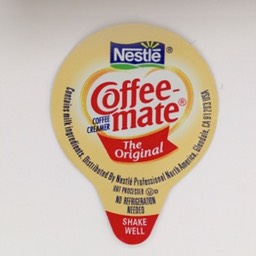 Nestlé®
Coffee-
mate®
COFFEE
CREAMER
The
Original
Contains milk ingredients. Distributed By Nestlé Professional North America, Glendale, CA 91203 USA
UHT PROCESSED
NO REFRIGERATION
NEEDED
SHAKE
WELL